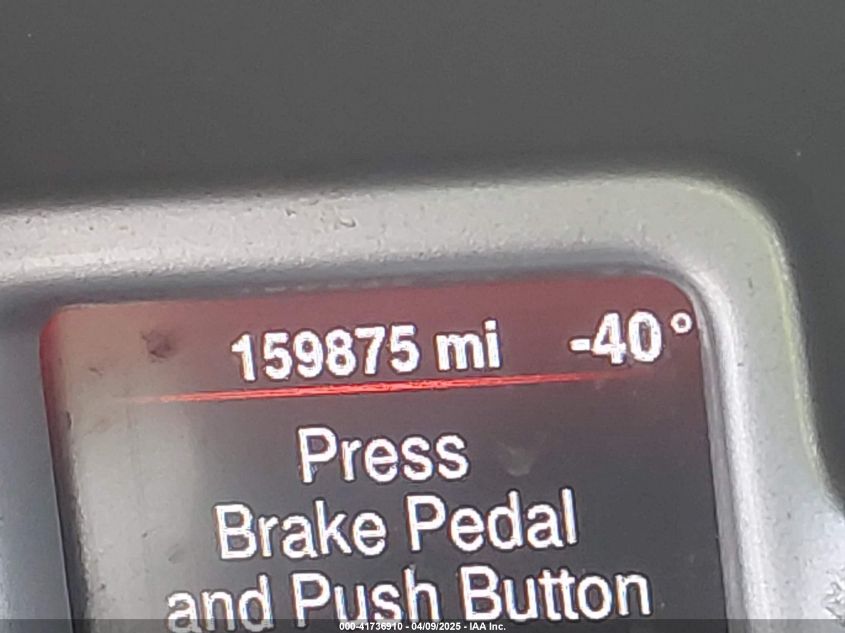 159875 mi -40°
Press
Brake Pedal
and Push Button
000-41736910 - 04/09/2025 - IAA Inc.